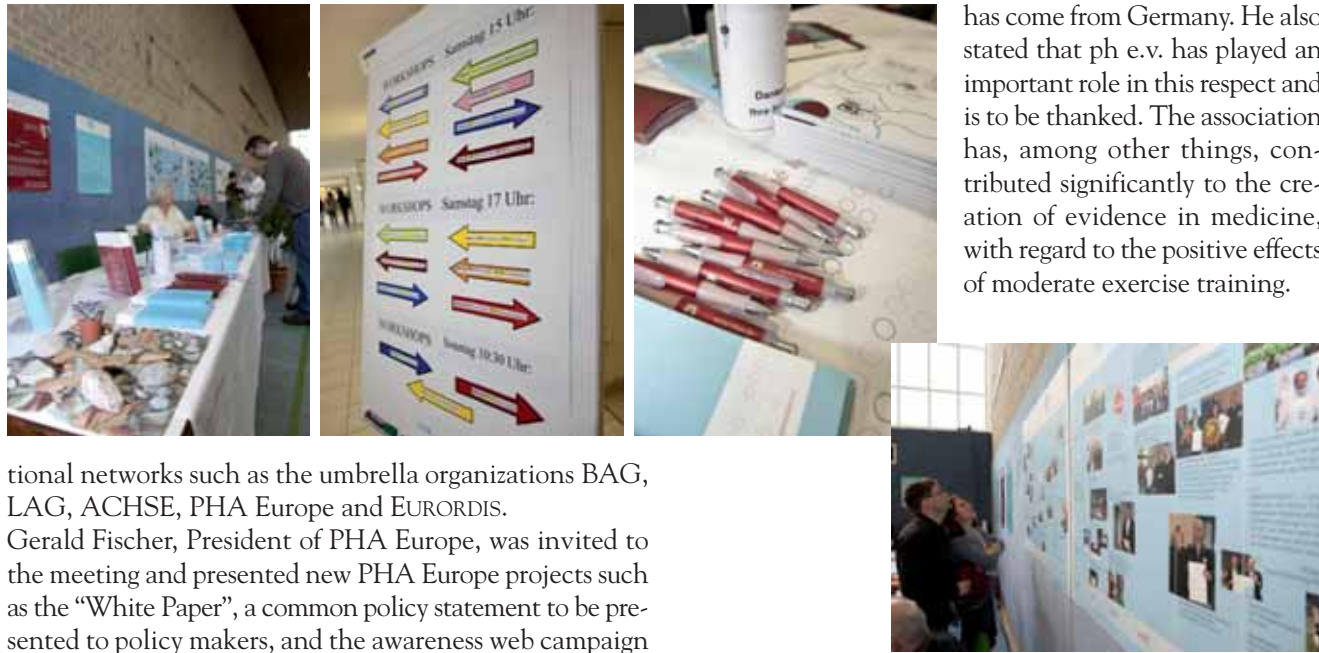 WORKSHOPS Samstag 15 Uhr:
WORKSHOPS Samstag 17 Uhr:
WORKSHOPS Sonntag 10:30 Uhr:
tional networks such as the umbrella organizations BAG,
LAG, ACHSE, PHA Europe and EURORDIS.
Gerald Fischer, President of PHA Europe, was invited to
the meeting and presented new PHA Europe projects such
as the “White Paper”, a common policy statement to be pre-
sented to policy makers, and the awareness web campaign
has come from Germany. He also
stated that ph e.v. has played an
important role in this respect and
is to be thanked. The association
has, among other things, con-
tributed significantly to the cre-
ation of evidence in medicine,
with regard to the positive effects
of moderate exercise training.